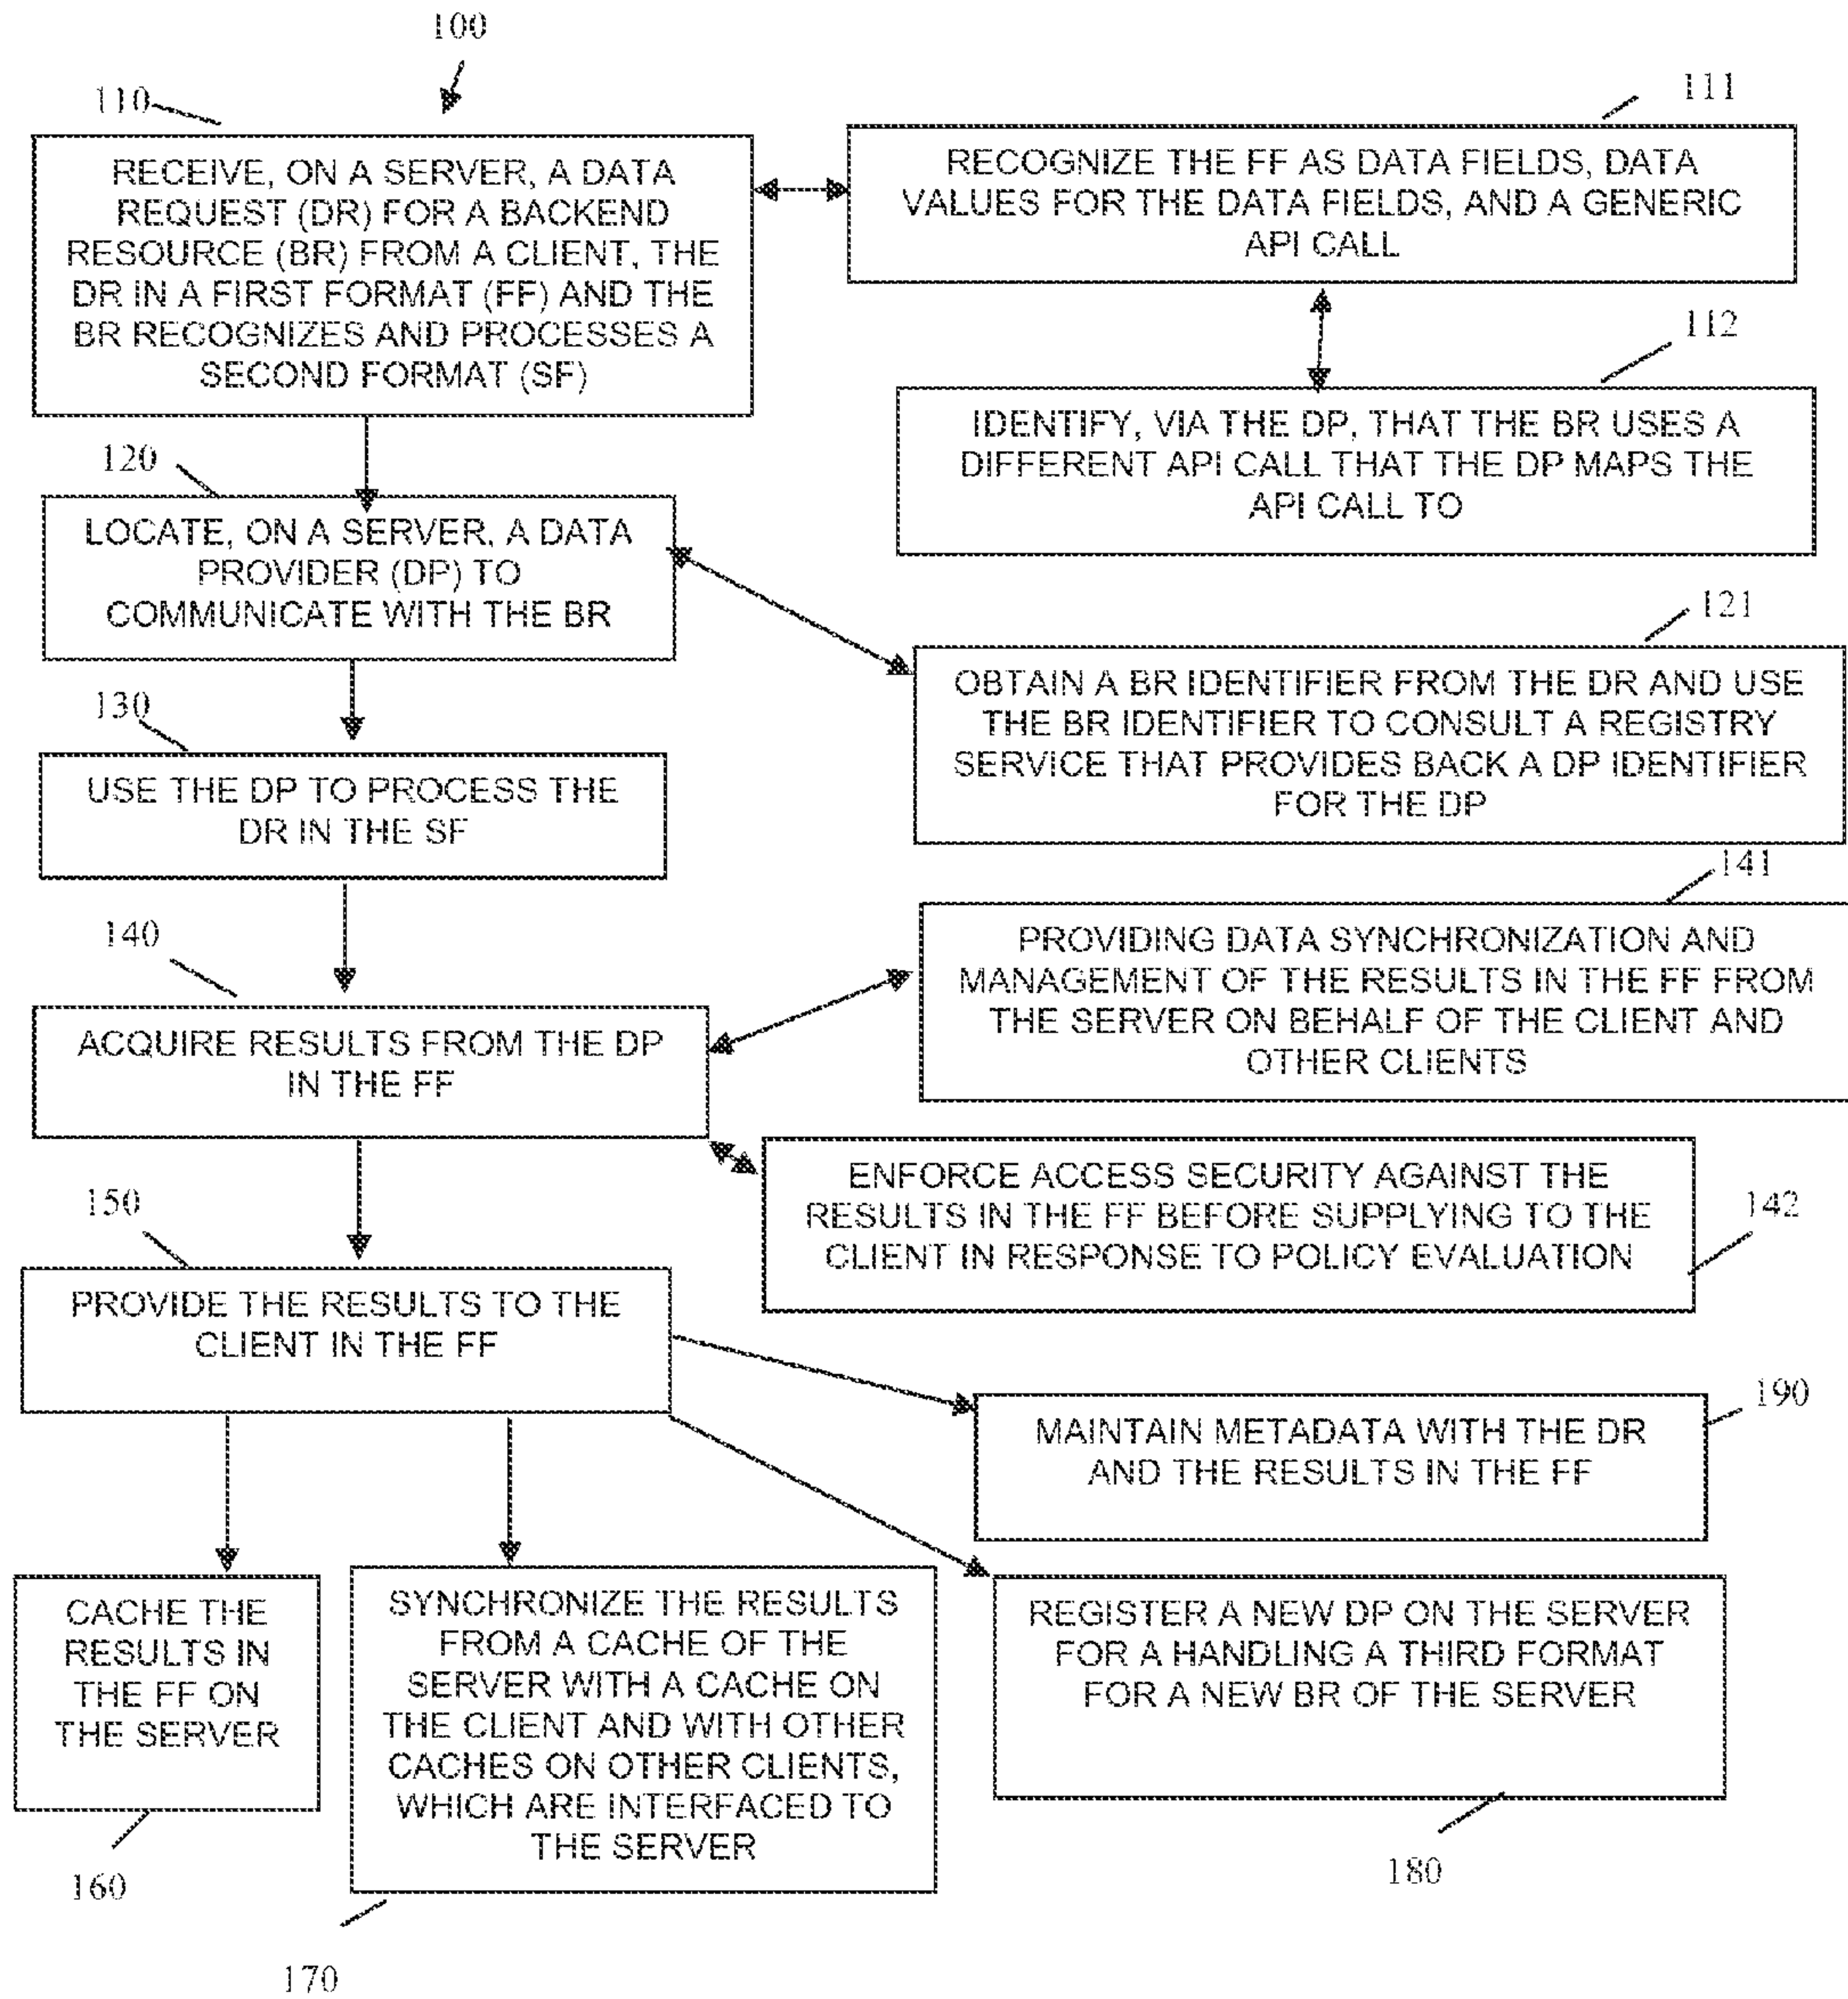 100
110
RECEIVE, ON A SERVER, A DATA
REQUEST (DR) FOR A BACKEND
RESOURCE (BR) FROM A CLIENT, THE
DR IN A FIRST FORMAT (FF) AND THE
BR RECOGNIZES AND PROCESSES A
SECOND FORMAT (SF)
111
RECOGNIZE THE FF AS DATA FIELDS, DATA
VALUES FOR THE DATA FIELDS, AND A GENERIC
API CALL
112
IDENTIFY, VIA THE DP, THAT THE BR USES A
DIFFERENT API CALL THAT THE DP MAPS THE
API CALL TO
120
LOCATE, ON A SERVER, A DATA
PROVIDER (DP) TO
COMMUNICATE WITH THE BR
121
OBTAIN A BR IDENTIFIER FROM THE DR AND USE
THE BR IDENTIFIER TO CONSULT A REGISTRY
SERVICE THAT PROVIDES BACK A DP IDENTIFIER
FOR THE DP
130
USE THE DP TO PROCESS THE
DR IN THE SF
140
ACQUIRE RESULTS FROM THE DP
IN THE FF
141
PROVIDING DATA SYNCHRONIZATION AND
MANAGEMENT OF THE RESULTS IN THE FF FROM
THE SERVER ON BEHALF OF THE CLIENT AND
OTHER CLIENTS
142
ENFORCE ACCESS SECURITY AGAINST THE
RESULTS IN THE FF BEFORE SUPPLYING TO THE
CLIENT IN RESPONSE TO POLICY EVALUATION
150
PROVIDE THE RESULTS TO THE
CLIENT IN THE FF
190
MAINTAIN METADATA WITH THE DR
AND THE RESULTS IN THE FF
CACHE THE
RESULTS IN
THE FF ON
THE SERVER
160
SYNCHRONIZE THE RESULTS
FROM A CACHE OF THE
SERVER WITH A CACHE ON
THE CLIENT AND WITH OTHER
CACHES ON OTHER CLIENTS,
WHICH ARE INTERFACED TO
THE SERVER
170
REGISTER A NEW DP ON THE SERVER
FOR A HANDLING A THIRD FORMAT
FOR A NEW BR OF THE SERVER
180